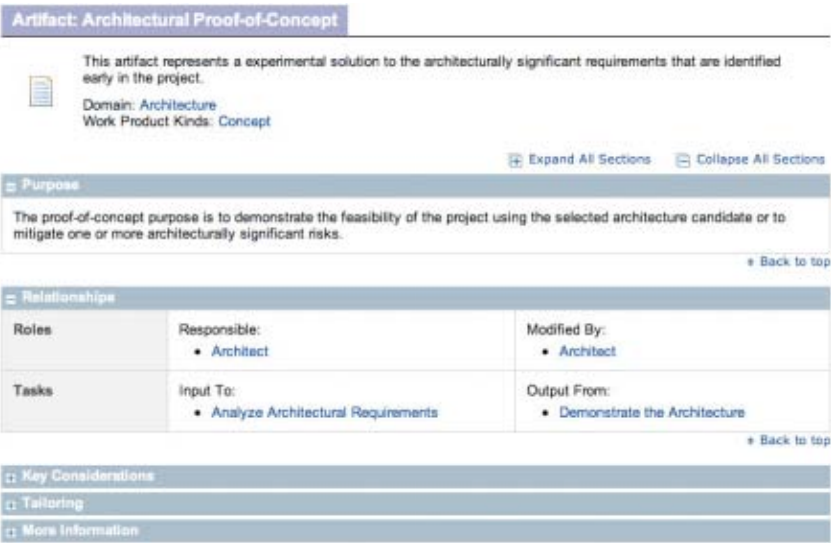 Artifact: Architectural Proof-of-Concept
This artifact represents a experimental solution to the architecturally significant requirements that are identified
early in the project.
Domain: Architecture
Work Product Kinds: Concept
Expand All Sections Collapse All Sections
Purpose
The proof-of-concept purpose is to demonstrate the feasibility of the project using the selected architecture candidate or to
mitigate one or more architecturally significant risks.
Back to top
Relationships
Roles Responsible: Modified By:
• Architect • Architect
Tasks Input To: Output From:
• Analyze Architectural Requirements • Demonstrate the Architecture
Back to top
Key Considerations
Tailoring
More Information